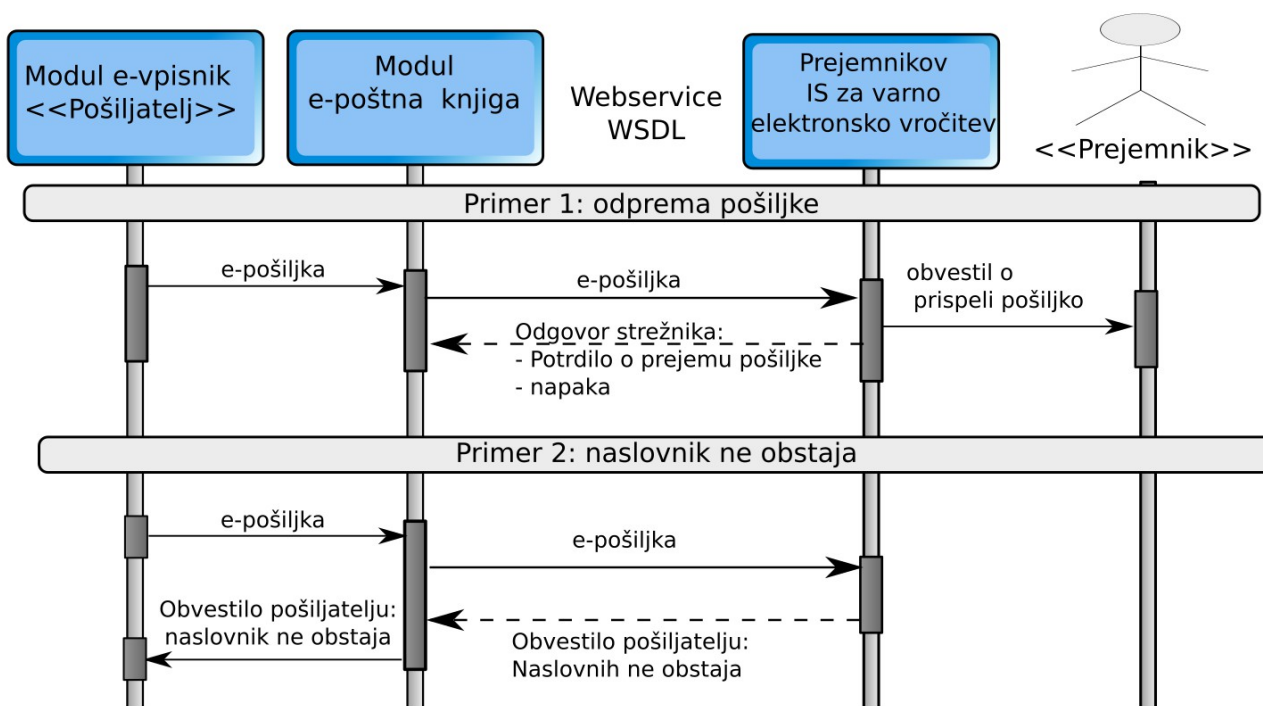 Modul e-vpisnik
<<Pošiljatelj>>
Modul
e-poštna knjiga
Webservice
WSDL
Prejemnikov
IS za varno
elektronsko vročitev
<<Prejemnik>>
Primer 1: odprema pošiljke
e-pošiljka
e-pošiljka
obvestil o
prispeli pošiljko
Odgovor strežnika:
- Potrdilo o prejemu pošiljke
- napaka
Primer 2: naslovnik ne obstaja
e-pošiljka
e-pošiljka
Obvestilo pošiljatelju:
naslovnik ne obstaja
Obvestilo pošiljatelju:
Naslovnih ne obstaja